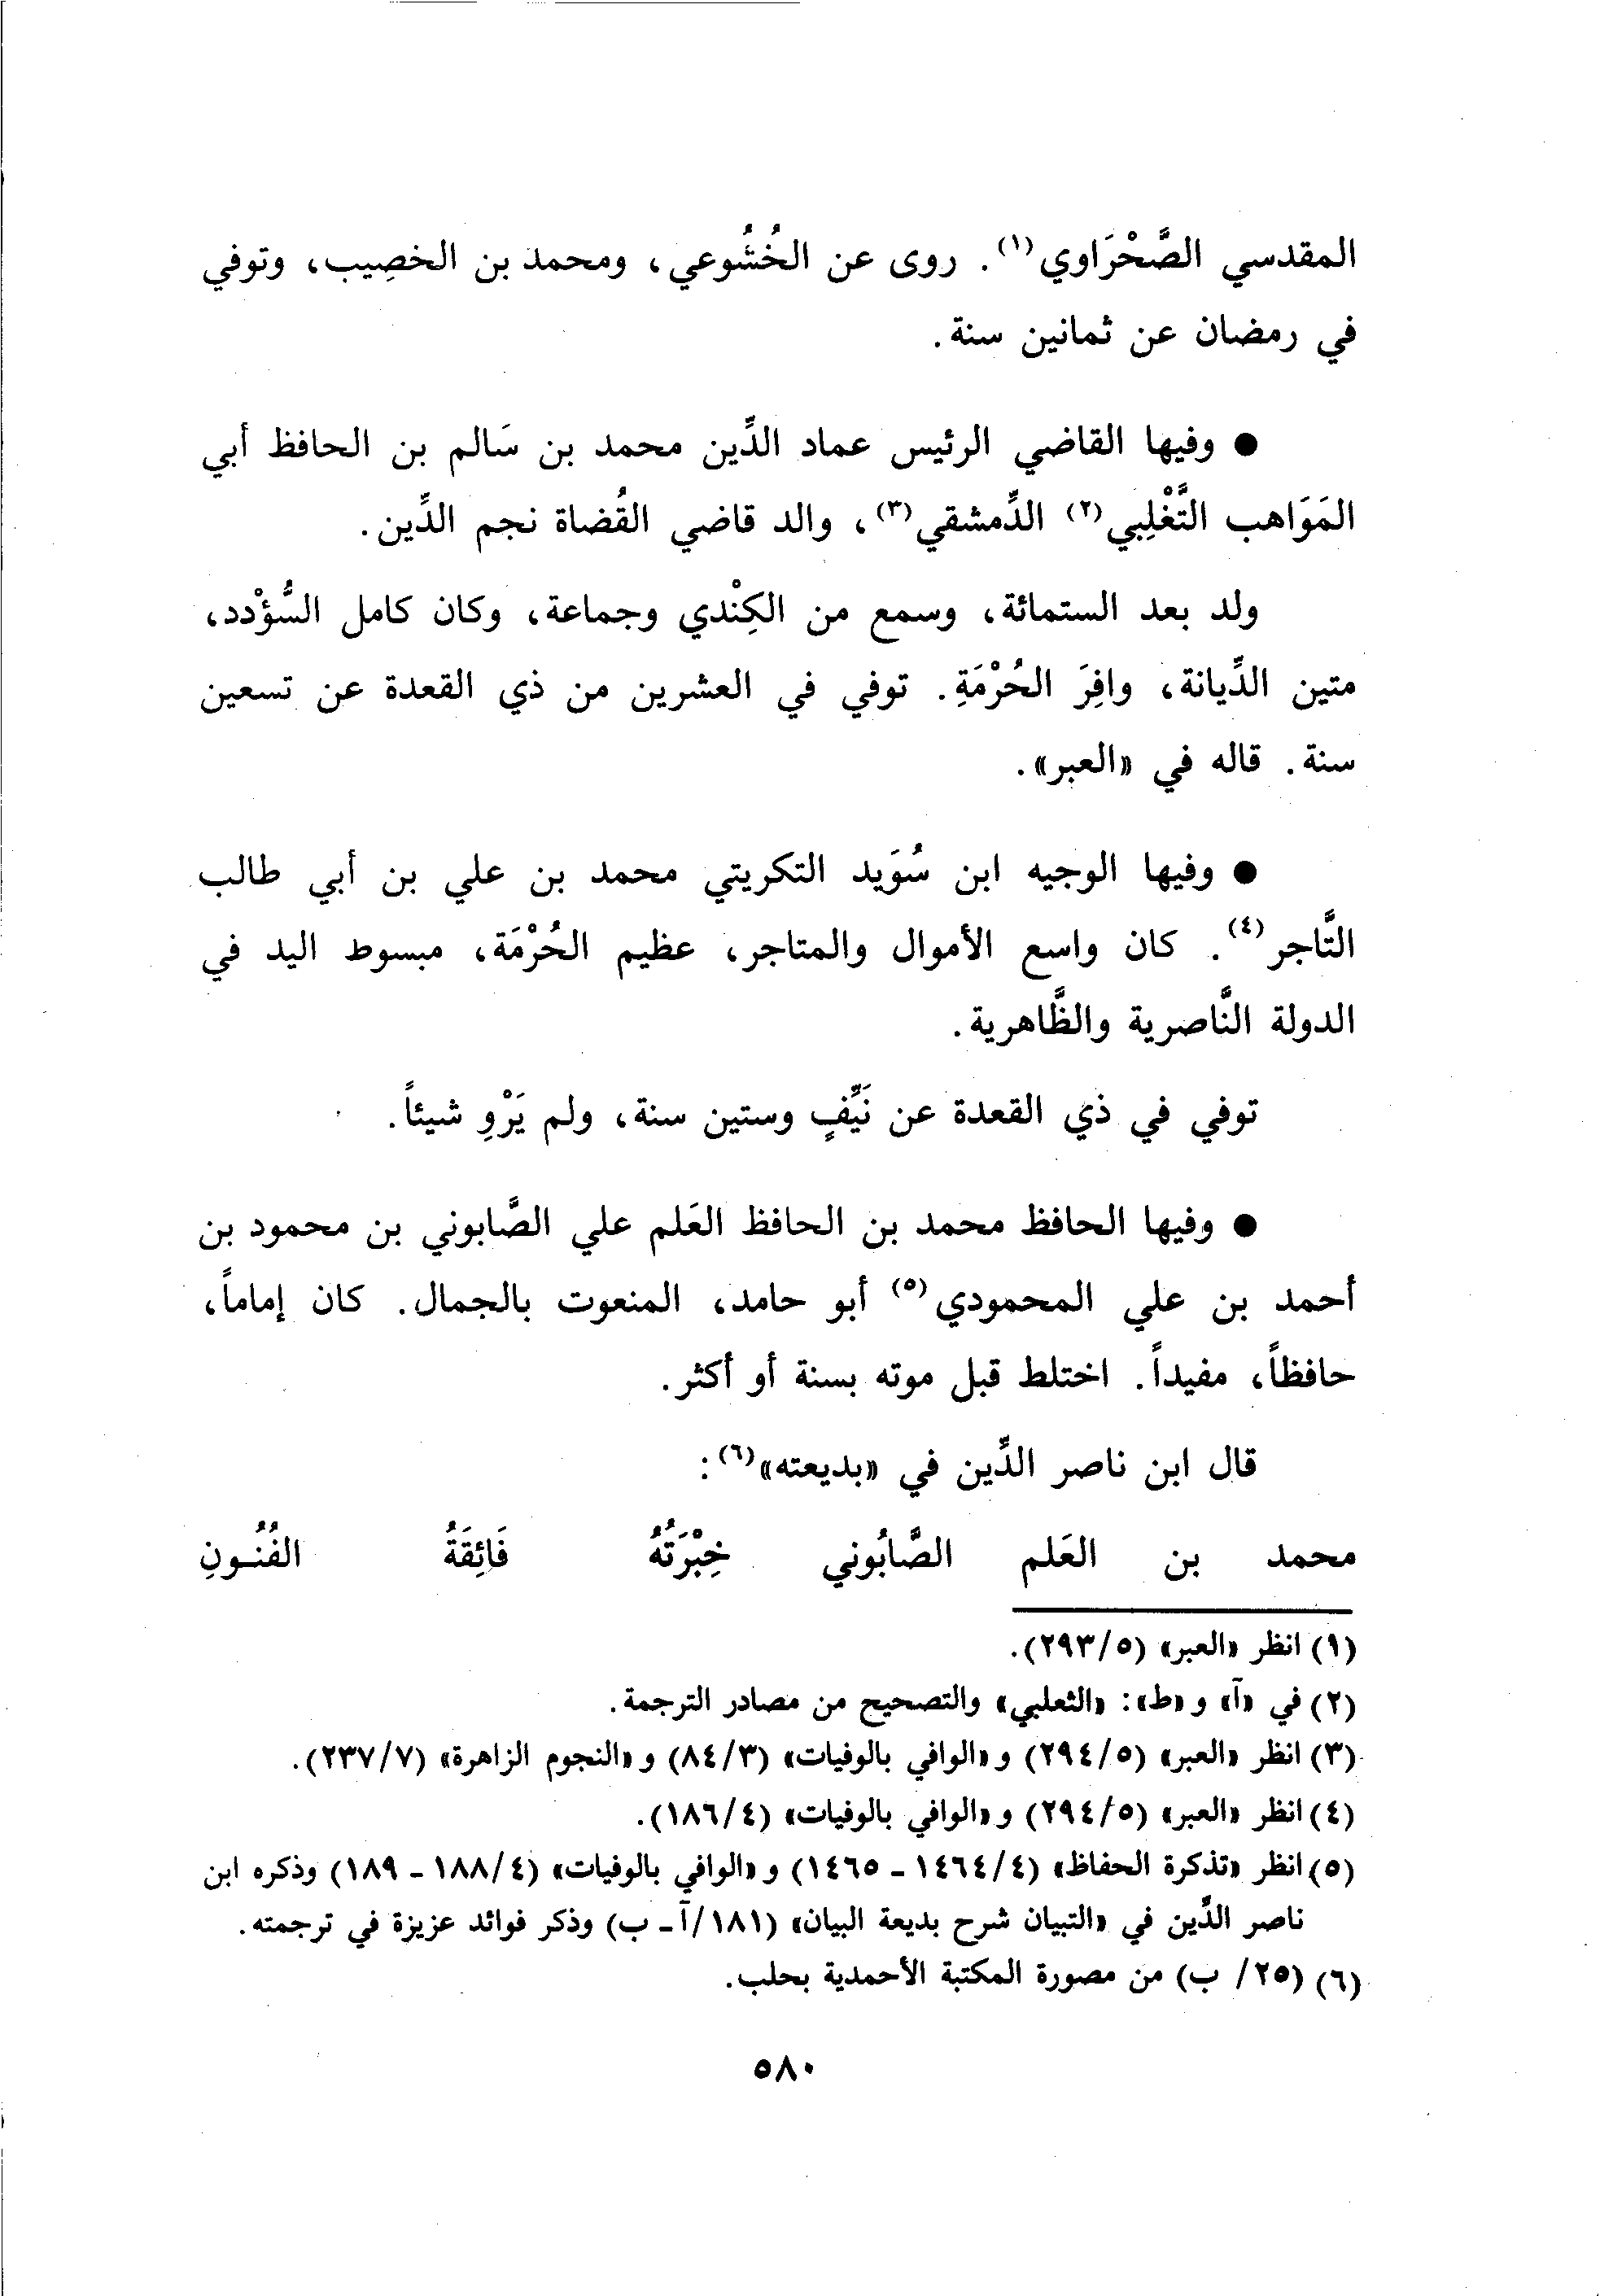 المقدسي الصَّحْرَاوي(١). روى عن الخُشُوعي، ومحمد بن الخصِيب، وتوفي
في رمضان عن ثمانين سنة.
● وفيها القاضي الرئيس عماد الدِّين محمد بن سَالم بن الحافظ أبي
المَوَاهب التَّغْلِبي(٢) الدِّمشقي(٣)، والد قاضي القُضاة نجم الدِّين.
ولد بعد الستمائة، وسمع من الكِنْدي وجماعة، وكان كامل السُّؤْدد،
متين الدِّيانة، وافِرَ الحُرْمَةِ. توفي في العشرين من ذي القعدة عن تسعين
سنة. قاله في «العبر».
● وفيها الوجيه ابن سُوَيد التكريتي محمد بن علي بن أبي طالب
التَّاجر(٤). كان واسع الأموال والمتاجر، عظيم الحُرْمَة، مبسوط اليد في
الدولة النَّاصرية والظَّاهرية.
توفي في ذي القعدة عن نَيِّفٍ وستين سنة، ولم يَرْوِ شيئاً.
● وفيها الحافظ محمد بن الحافظ العَلم علي الصَّابوني بن محمود بن
أحمد بن علي المحمودي(٥) أبو حامد، المنعوت بالجمال. كان إماماً،
حافظاً، مفيداً. اختلط قبل موته بسنة أو أكثر.
قال ابن ناصر الدِّين في «بديعته»(٦):
محمد بن العَلم الصَّابُوني خِبْرَتُهُ فَائِقَةُ الفُنُـونِ
(١) انظر «العبر» (٢٩٣/٥).
(٢) في «آ» و«ط»: «الثعلبي» والتصحيح من مصادر الترجمة.
(٣) انظر «العبر» (٢٩٤/٥) و«الوافي بالوفيات» (٨٤/٣) و«النجوم الزاهرة» (٢٣٧/٧).
(٤) انظر «العبر» (٢٩٤/٥) و«الوافي بالوفيات» (١٨٦/٤).
(٥) انظر «تذكرة الحفاظ» (١٤٦٤/٤ - ١٤٦٥) و«الوافي بالوفيات» (١٨٨/٤ - ١٨٩) وذكره ابن
ناصر الدِّين في «التبيان شرح بديعة البيان» (١٨١/آ - ب) وذكر فوائد عزيزة في ترجمته.
(٦) (٢٥/ ب) من مصورة المكتبة الأحمدية بحلب.
٥٨٠